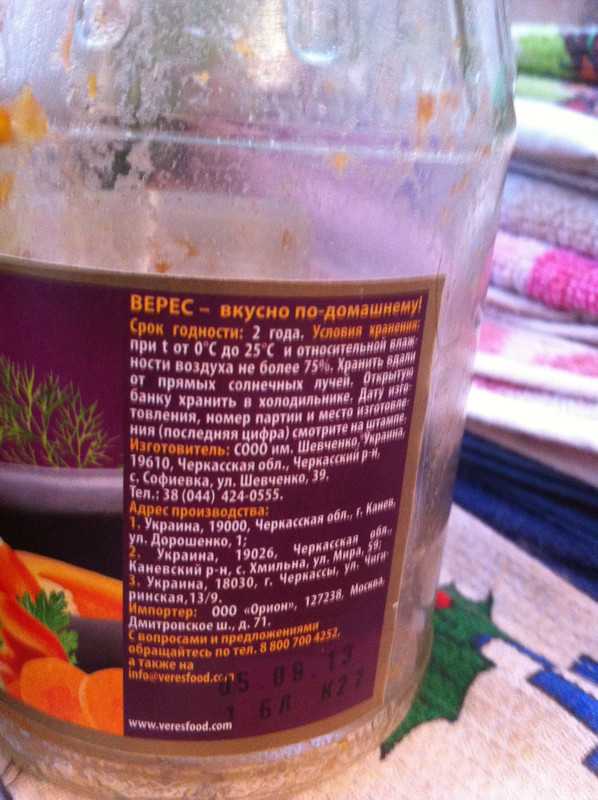 ВЕРЕС – вкусно по-домашнему!
Срок годности: 2 года. Условия хранения:
при t от 0°С до 25°С и относительной влаж-
ности воздуха не более 75%. Хранить вдали
от прямых солнечных лучей. Открытую
банку хранить в холодильнике. Дату изго-
товления, номер партии и место изготовле-
ния (последняя цифра) смотрите на штампе.
Изготовитель: СООО им. Шевченко, Украина,
19610, Черкасская обл., Черкасский р-н,
с. Софиевка, ул. Шевченко, 39.
Тел.: 38 (044) 424-0555.
Адрес производства:
1. Украина, 19000, Черкасская обл., г. Канев,
ул. Дорошенко, 1;
2. Украина, 19026, Черкасская обл.,
Каневский р-н, с. Хмильна, ул. Мира, 59;
3. Украина, 18030, г. Черкассы, ул. Чиги-
ринская,13/9.
Импортер: ООО «Орион», 127238, Москва,
Дмитровское ш., д. 71.
С вопросами и предложениями
обращайтесь по тел. 8 800 700 4252,
а также на
info@veresfood.com
05.09.13
1 6Л К22
www.veresfood.com